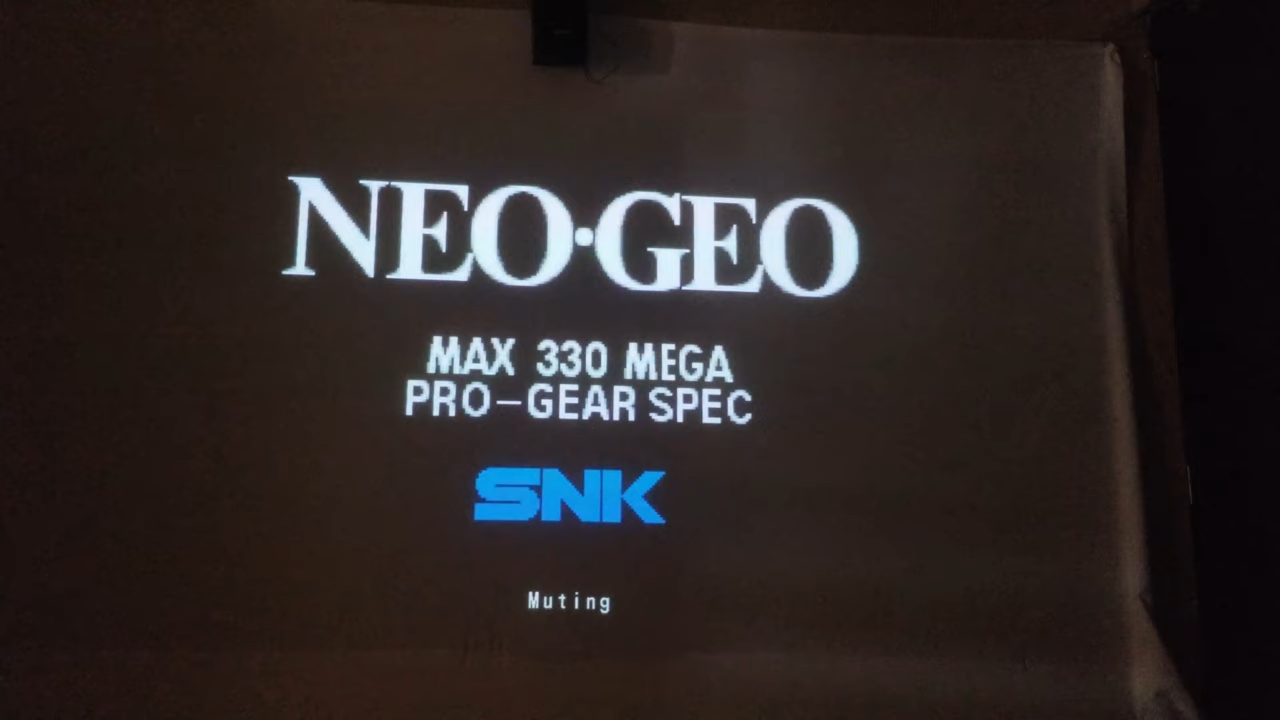 NEO·GEO
MAX 330 MEGA
PRO-GEAR SPEC
SNK
Muting